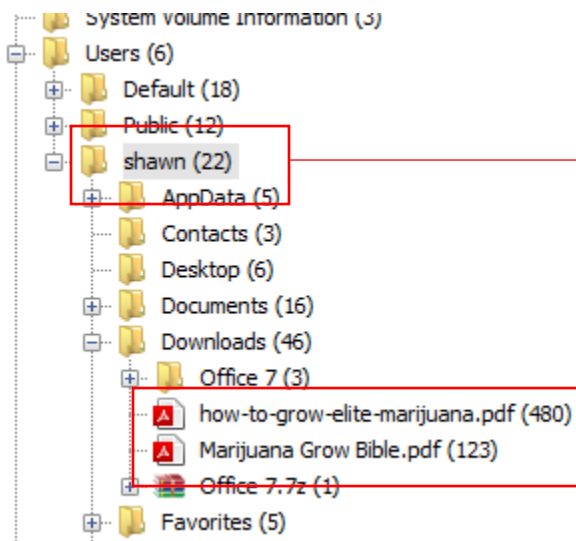 System Volume Information (3)
Users (6)
Default (18)
Public (12)
shawn (22)
AppData (5)
Contacts (3)
Desktop (6)
Documents (16)
Downloads (46)
Office 7 (3)
how-to-grow-elite-marijuana.pdf (480)
Marijuana Grow Bible.pdf (123)
Office 7.7z (1)
Favorites (5)